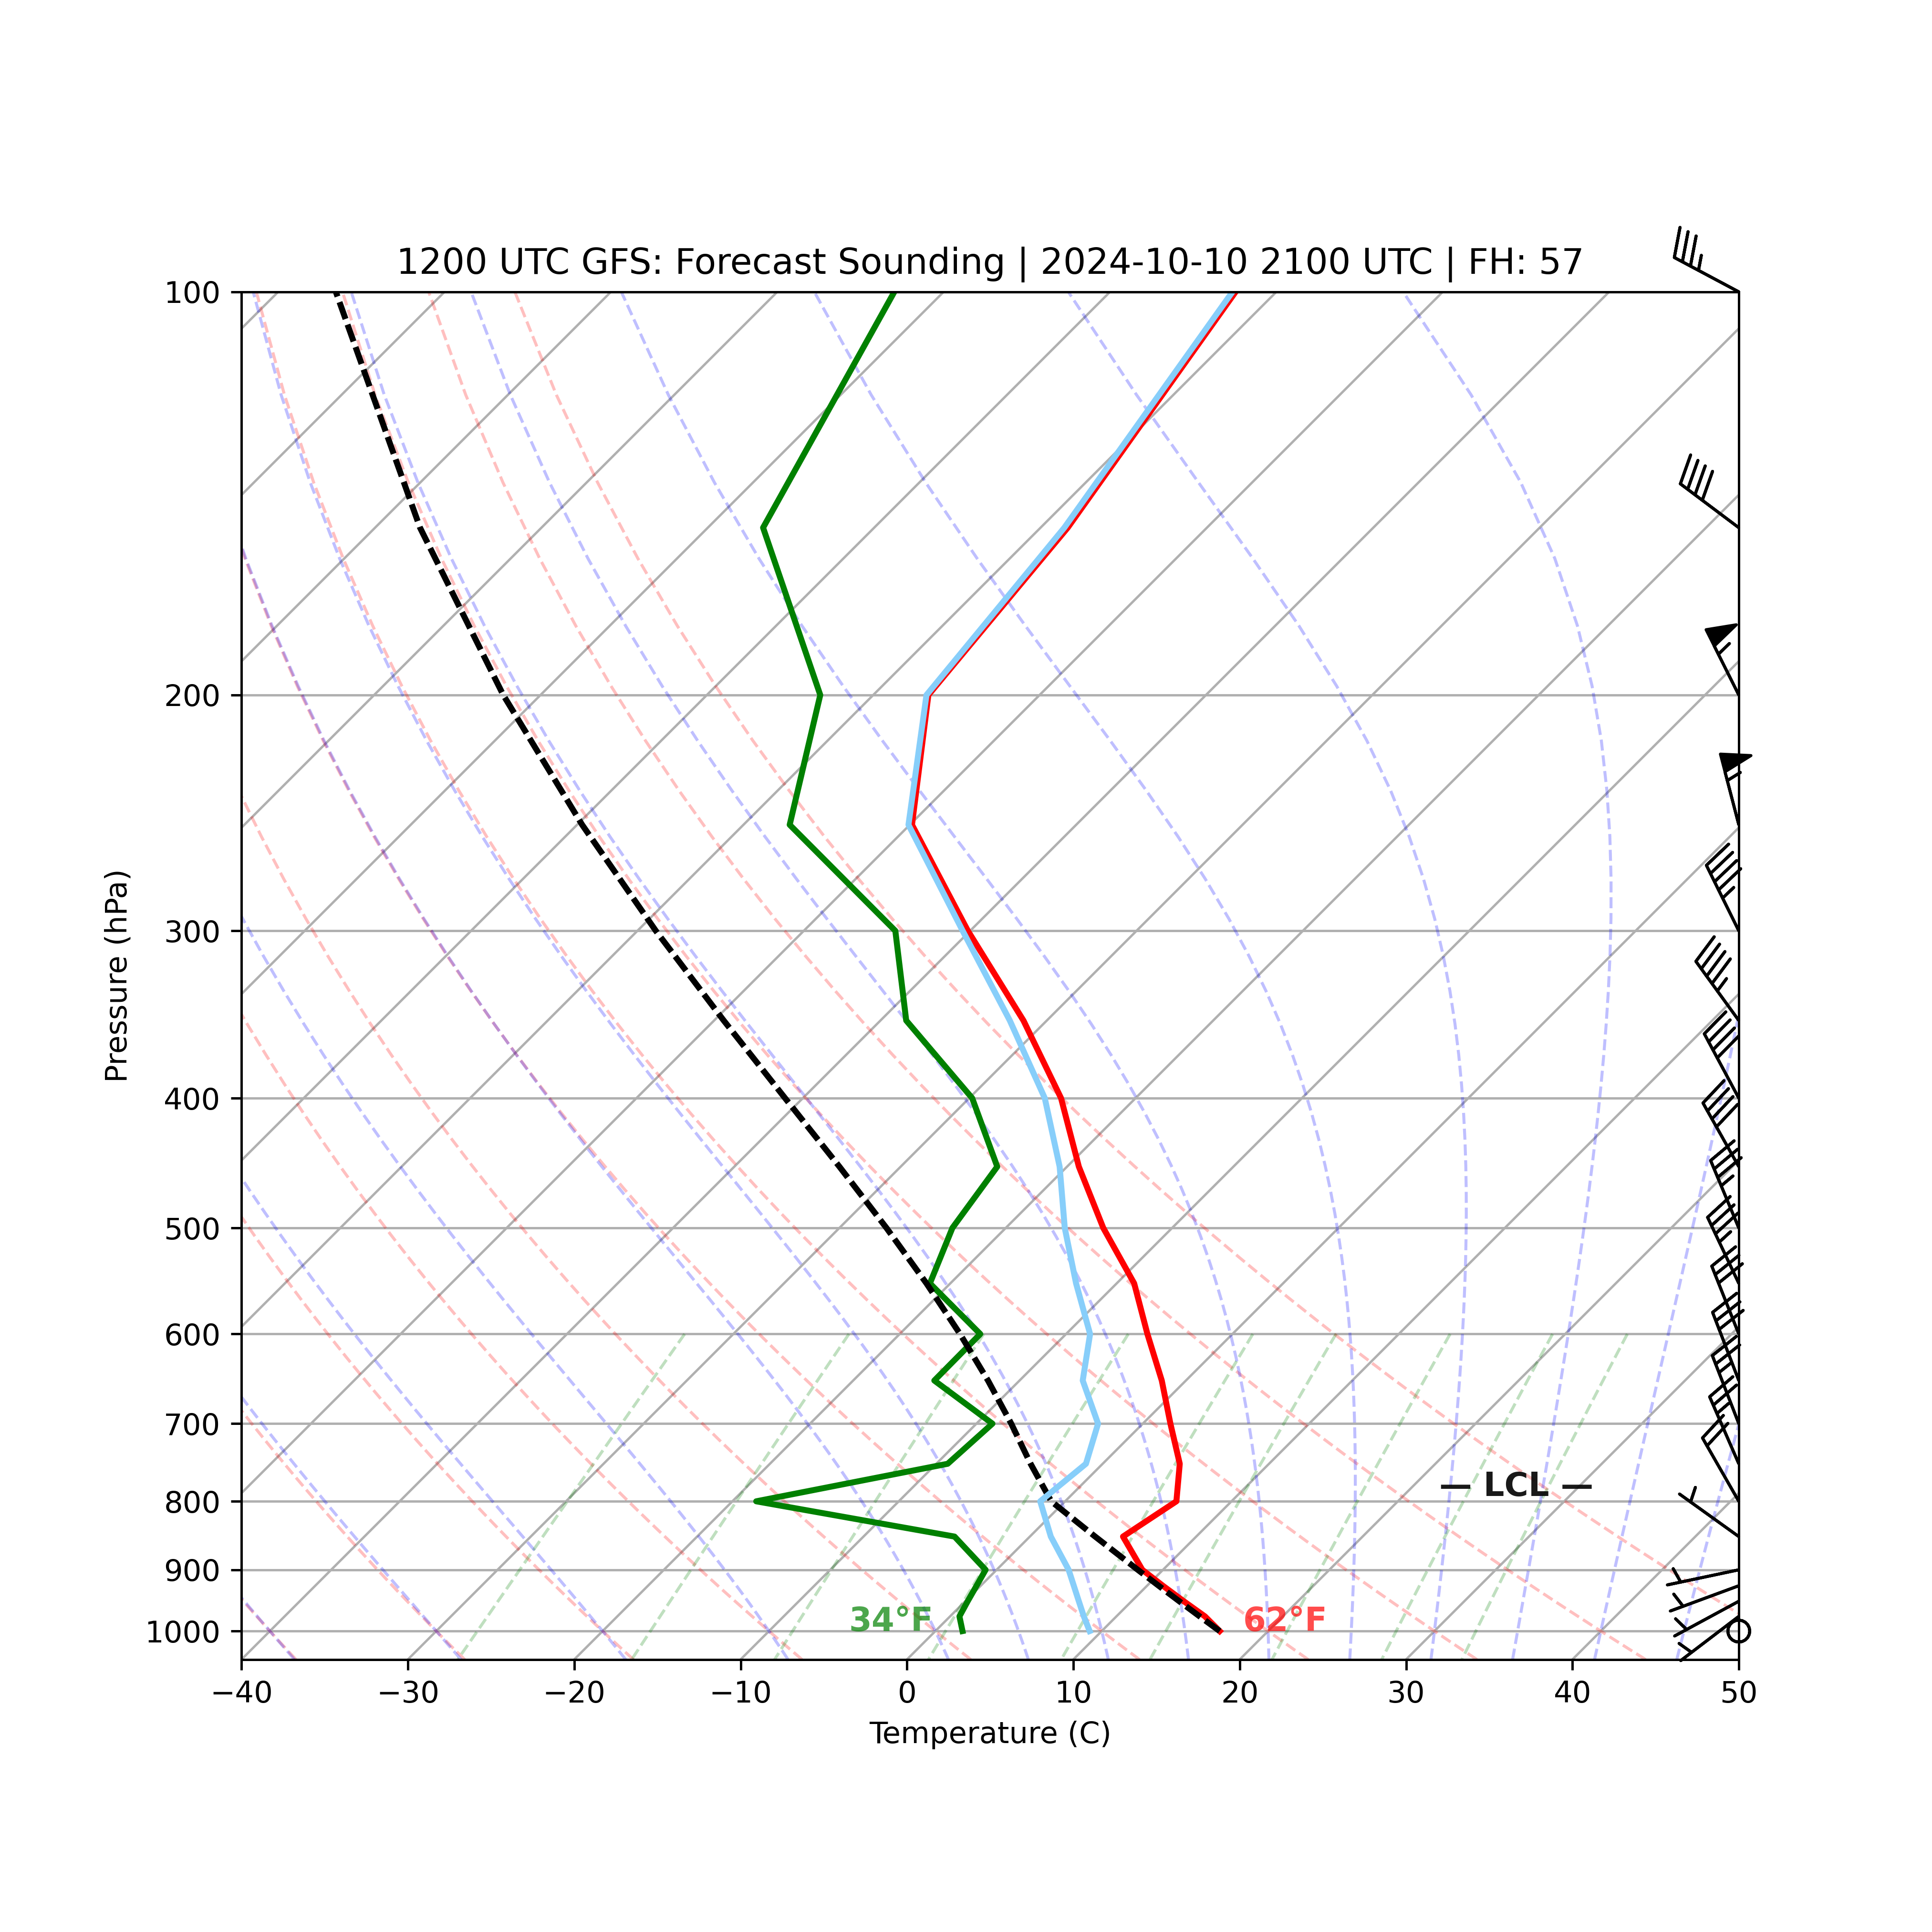 1200 UTC GFS: Forecast Sounding | 2024-10-10 2100 UTC | FH: 57
100
200
300
400
500
600
700
800
900
1000
Pressure (hPa)
— LCL —
34°F
62°F
−40 −30 −20 −10 0 10 20 30 40 50
Temperature (C)